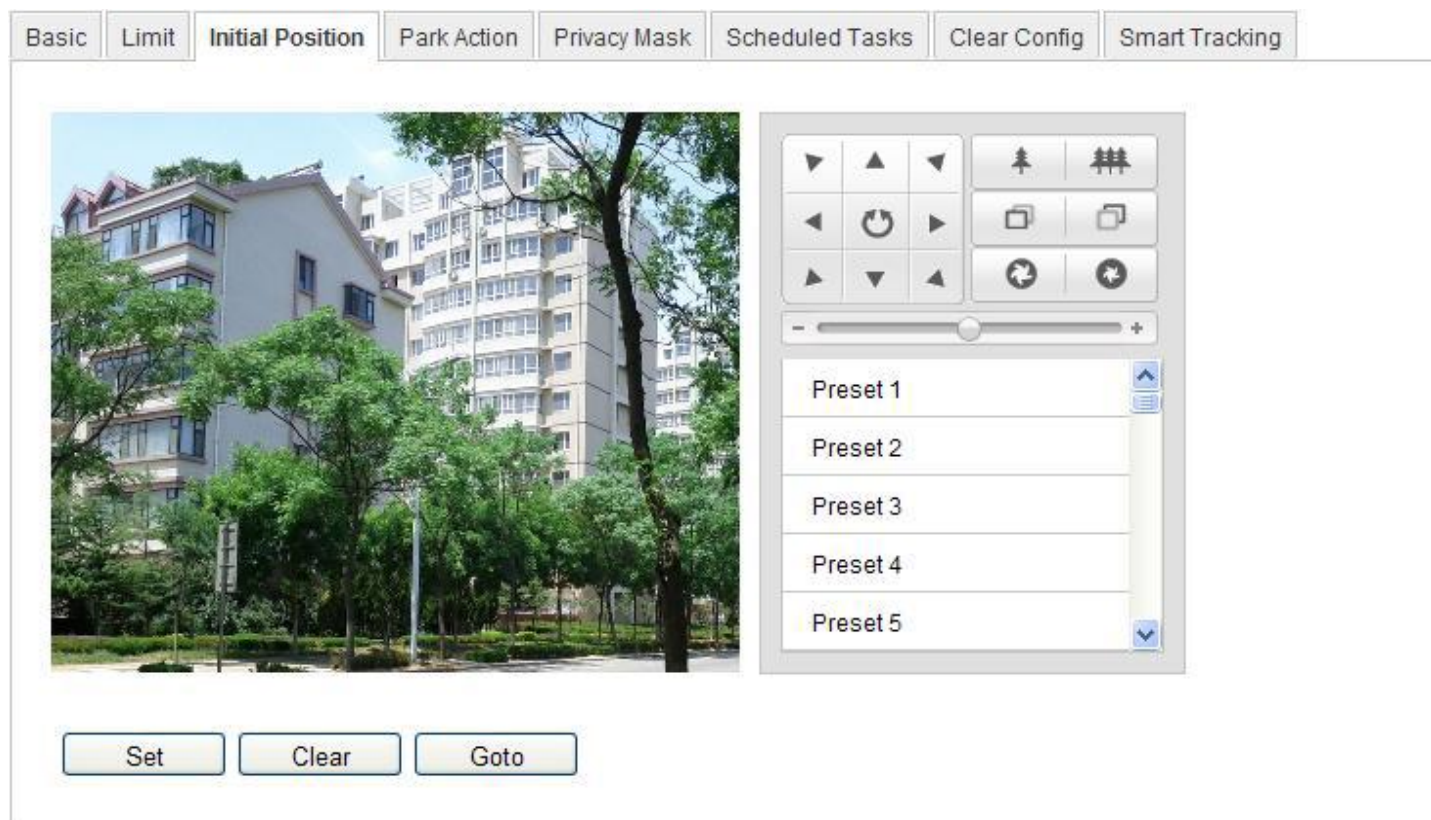 Basic Limit Initial Position Park Action Privacy Mask Scheduled Tasks Clear Config Smart Tracking
- +
Preset 1
Preset 2
Preset 3
Preset 4
Preset 5
Set Clear Goto